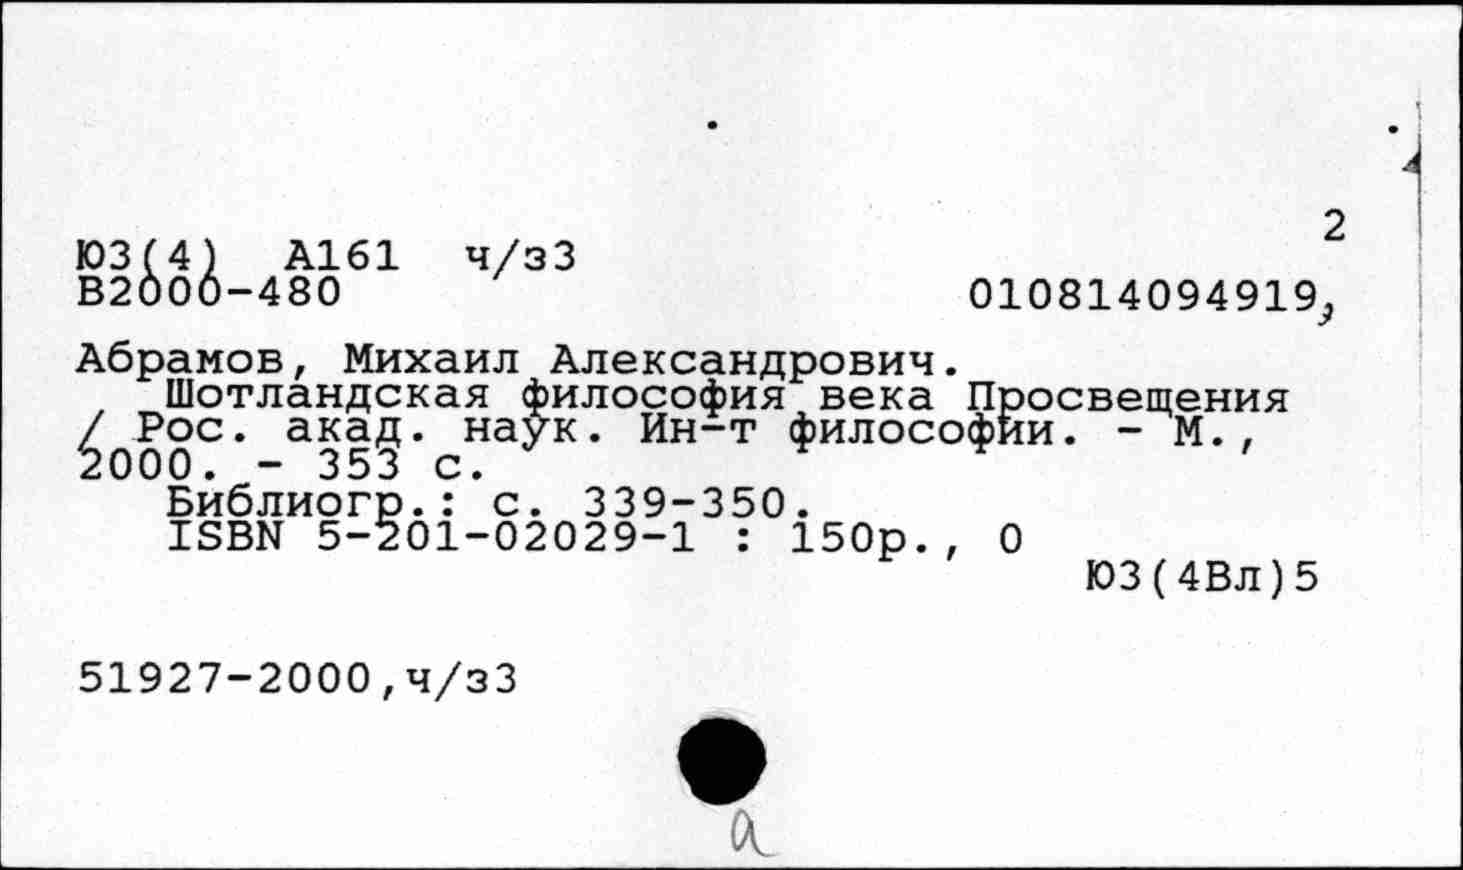 2
Ю3(4) А161 ч/з3
В2000-480 010814094919,
Абрамов, Михаил Александрович.
Шотландская философия века Просвещения
/ Рос. акад. наук. Ин-т философии. - М.,
2000. - 353 с.
Библиогр.: с. 339-350.
ISBN 5-201-02029-1 : 150р., 0
Ю3(4Вл)5
51927-2000,ч/з3
а